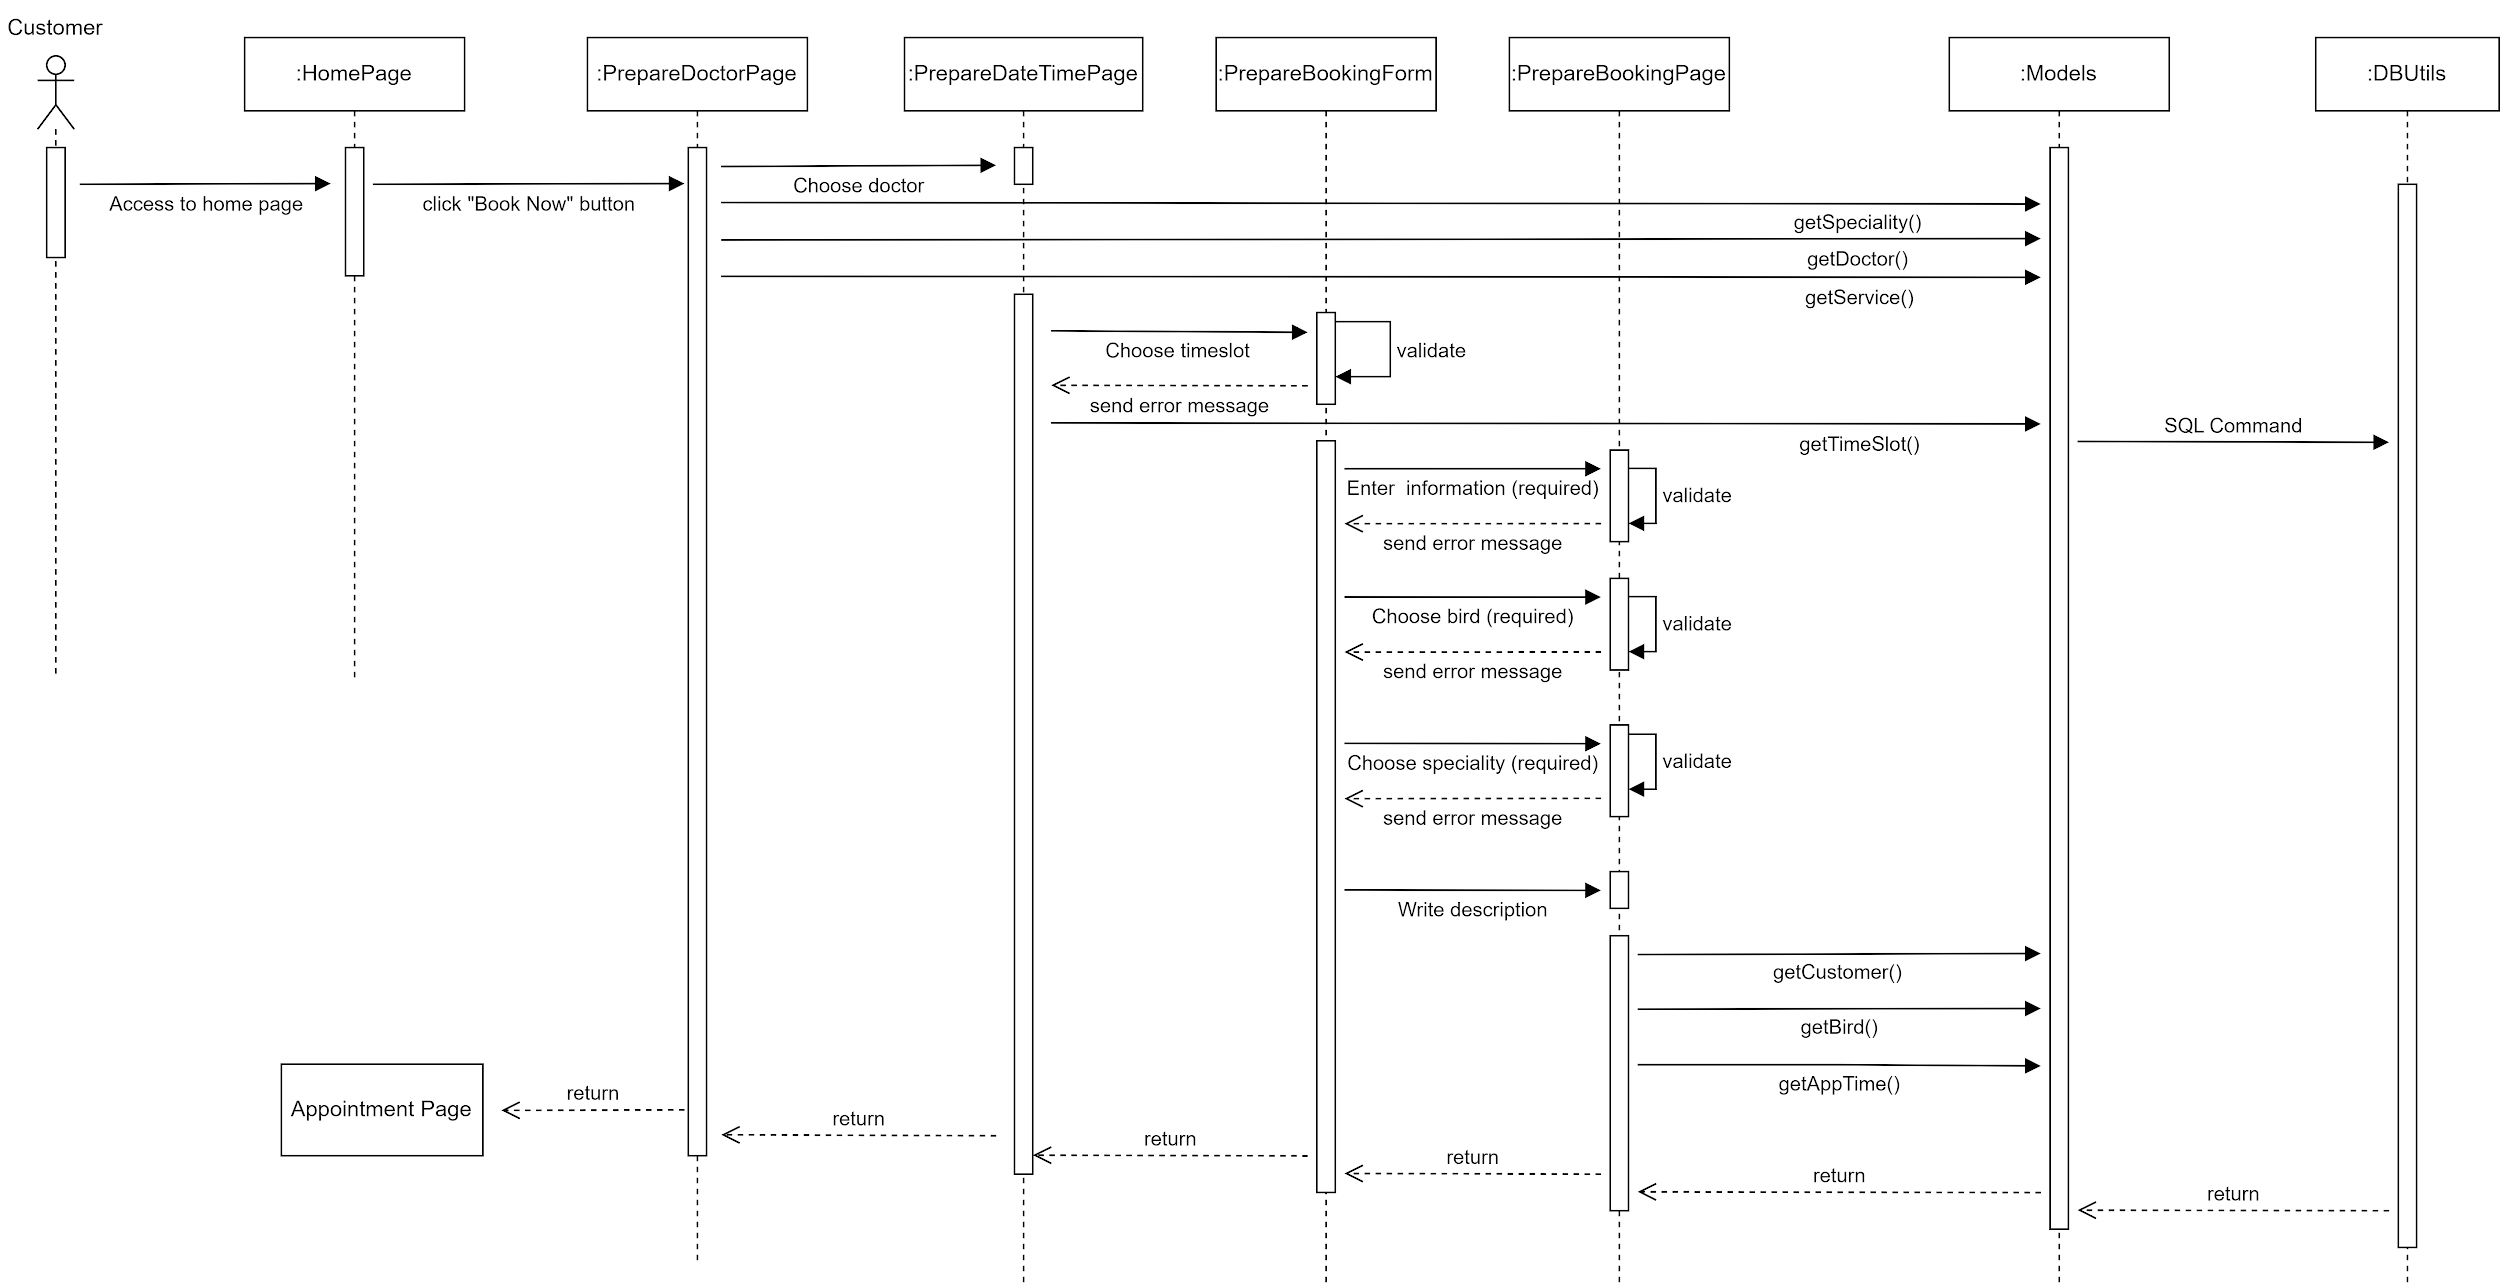 Customer
:HomePage
:PrepareDoctorPage
:PrepareDateTimePage
:PrepareBookingForm
:PrepareBookingPage
:Models
:DBUtils
Choose doctor
Access to home page
click "Book Now" button
getSpeciality()
getDoctor()
getService()
Choose timeslot
validate
send error message
SQL Command
getTimeSlot()
Enter  information (required)
validate
send error message
Choose bird (required)
validate
send error message
Choose speciality (required)
validate
send error message
Write description
getCustomer()
getBird()
getAppTime()
Appointment Page
return
return
return
return
return
return